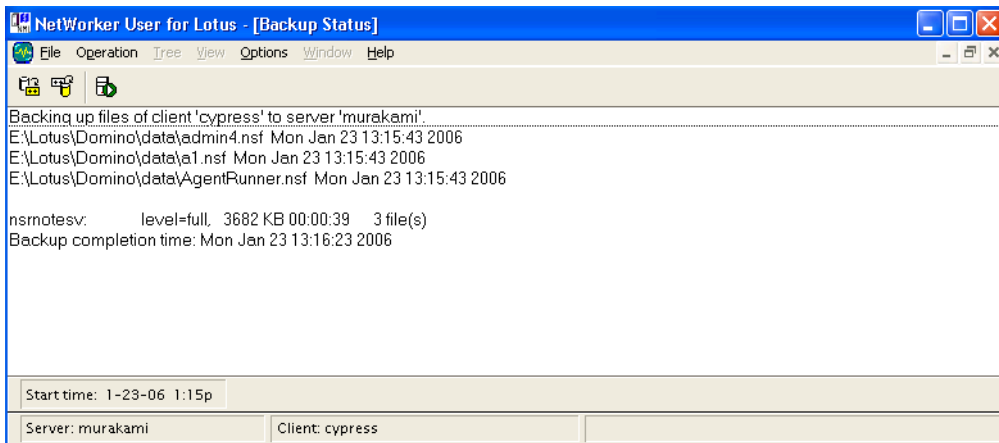 NetWorker User for Lotus - [Backup Status]
File Operation Tree View Options Window Help
Backing up files of client 'cypress' to server 'murakami'.
E:\Lotus\Domino\data\admin4.nsf Mon Jan 23 13:15:43 2006
E:\Lotus\Domino\data\a1.nsf Mon Jan 23 13:15:43 2006
E:\Lotus\Domino\data\AgentRunner.nsf Mon Jan 23 13:15:43 2006
nsrnotesv: level=full, 3682 KB 00:00:39 3 file(s)
Backup completion time: Mon Jan 23 13:16:23 2006
Start time: 1-23-06 1:15p
Server: murakami Client: cypress